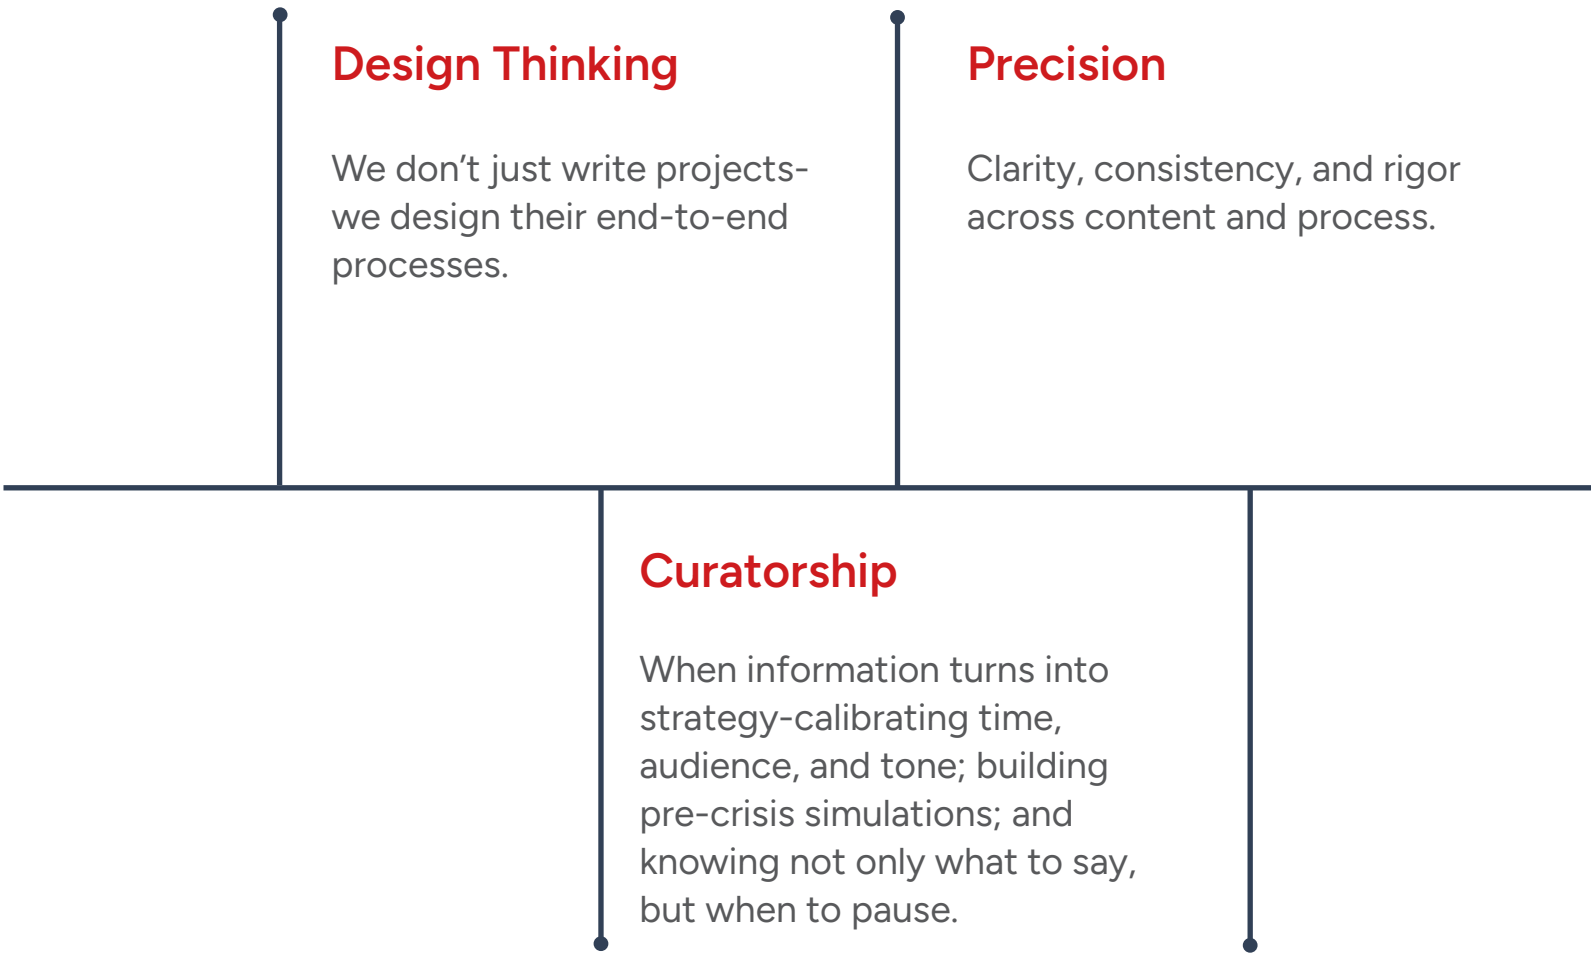 Design Thinking
We don’t just write projects-
we design their end-to-end
processes.
Precision
Clarity, consistency, and rigor
across content and process.
Curatorship
When information turns into
strategy-calibrating time,
audience, and tone; building
pre-crisis simulations; and
knowing not only what to say,
but when to pause.